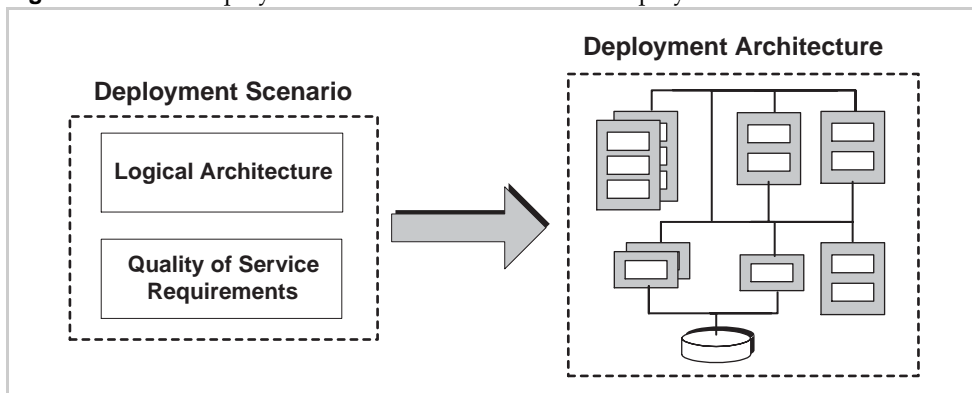 Deployment Scenario
Logical Architecture
Quality of Service
Requirements
Deployment Architecture